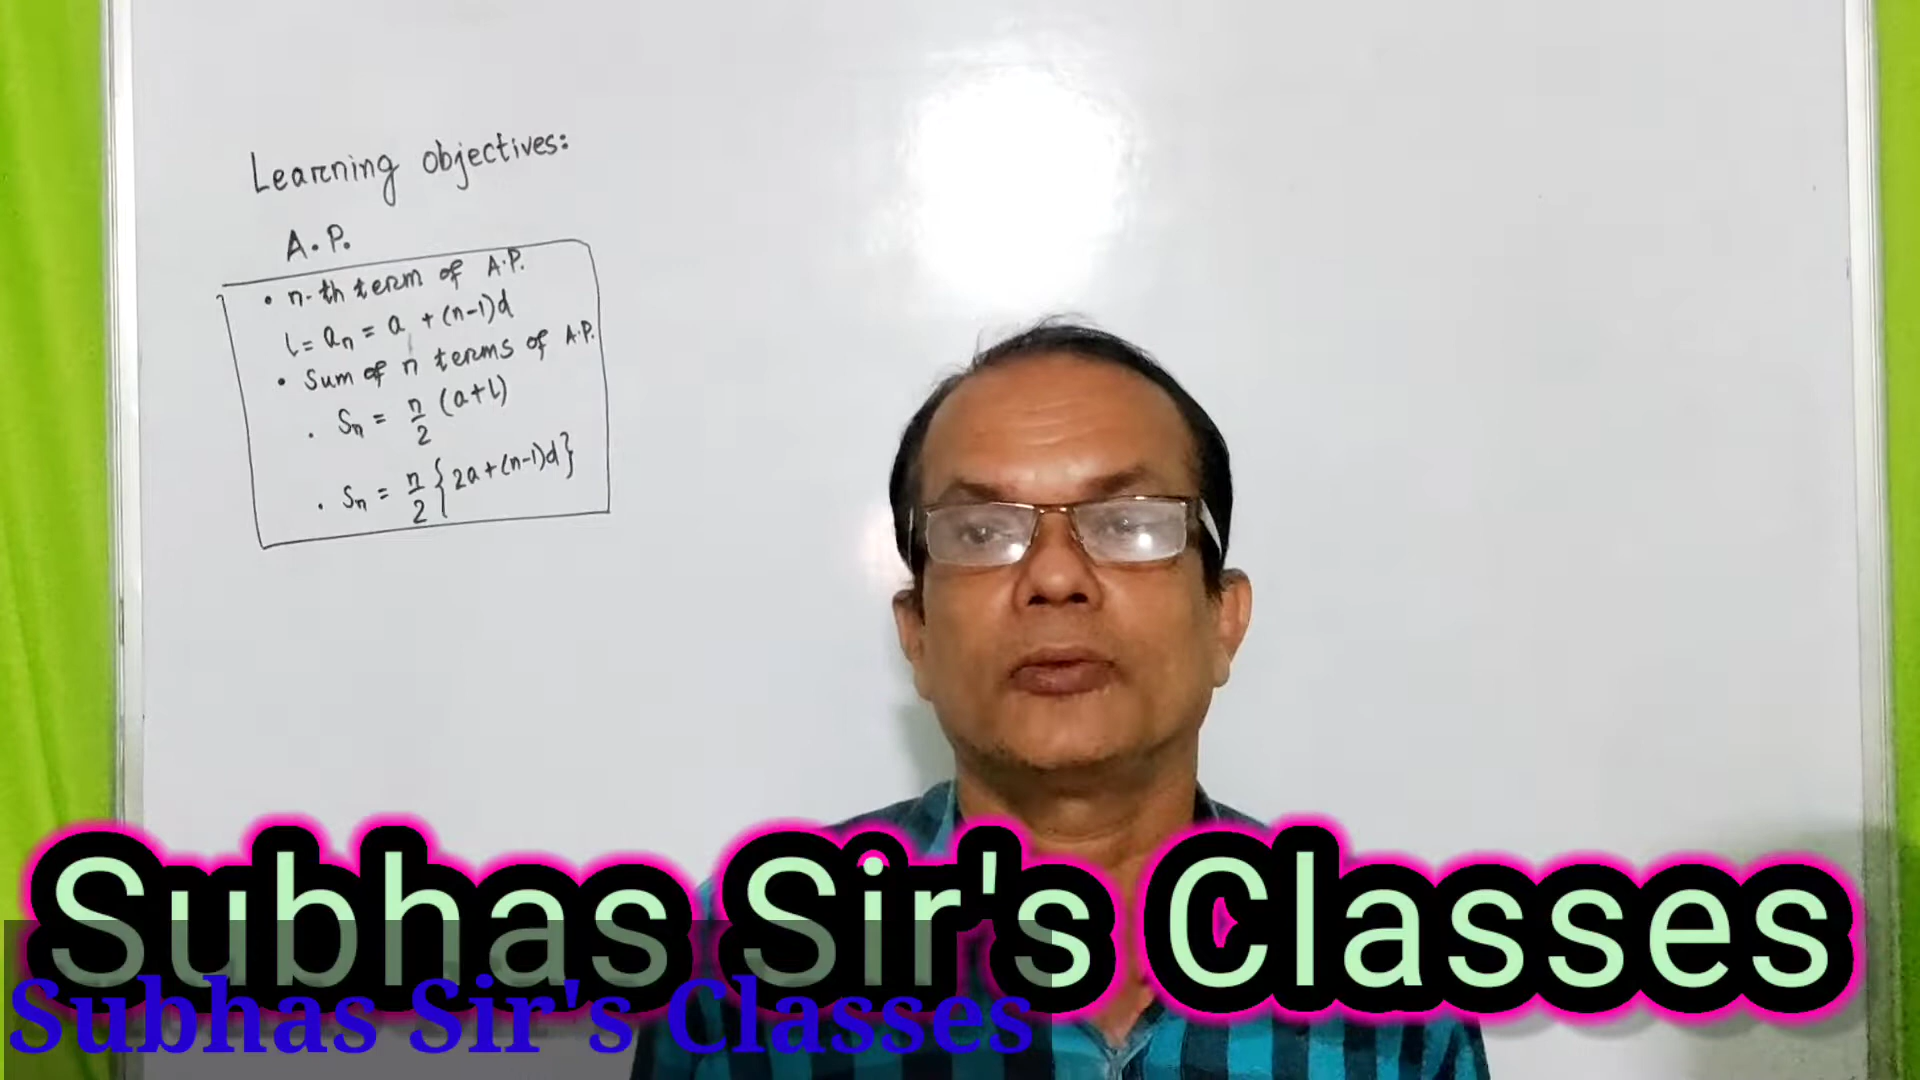 Learning objectives:
A.P.
• n-th term of A.P.
l = aₙ = a + (n-1)d
• Sum of n terms of A.P.
• Sₙ = n/2 (a+l)
• Sₙ = n/2 {2a+(n-1)d}
Subhas Sir's Classes
Subhas Sir's Classes